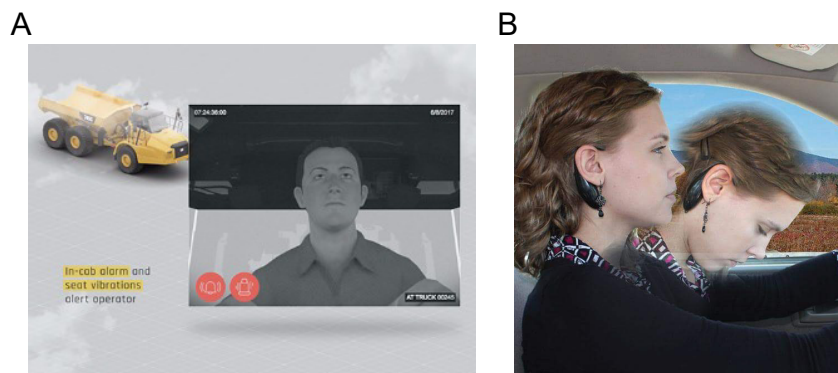 A
B
07:24:36:00
6/6/2017
In-cab alarm and
seat vibrations
alert operator
AT TRUCK 00245